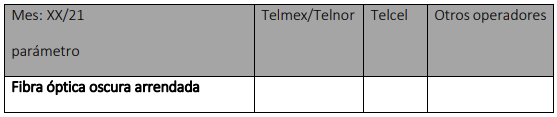 Mes: XX/21 Telmex/Telnor Telcel Otros operadores
parámetro
Fibra óptica oscura arrendada